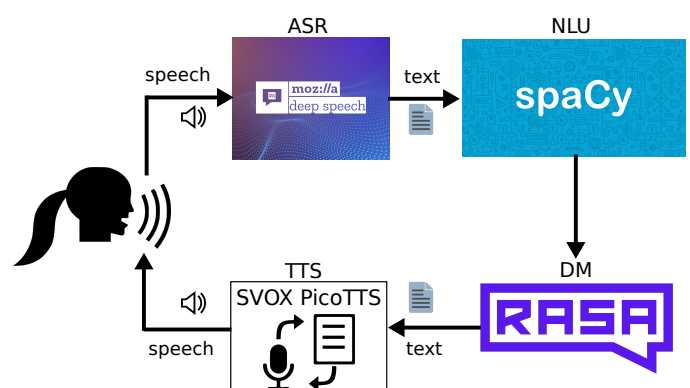 ASR
NLU
speech
moz://a
deep speech
text
spaCy
TTS
DM
SVOX PicoTTS
RASA
speech
text